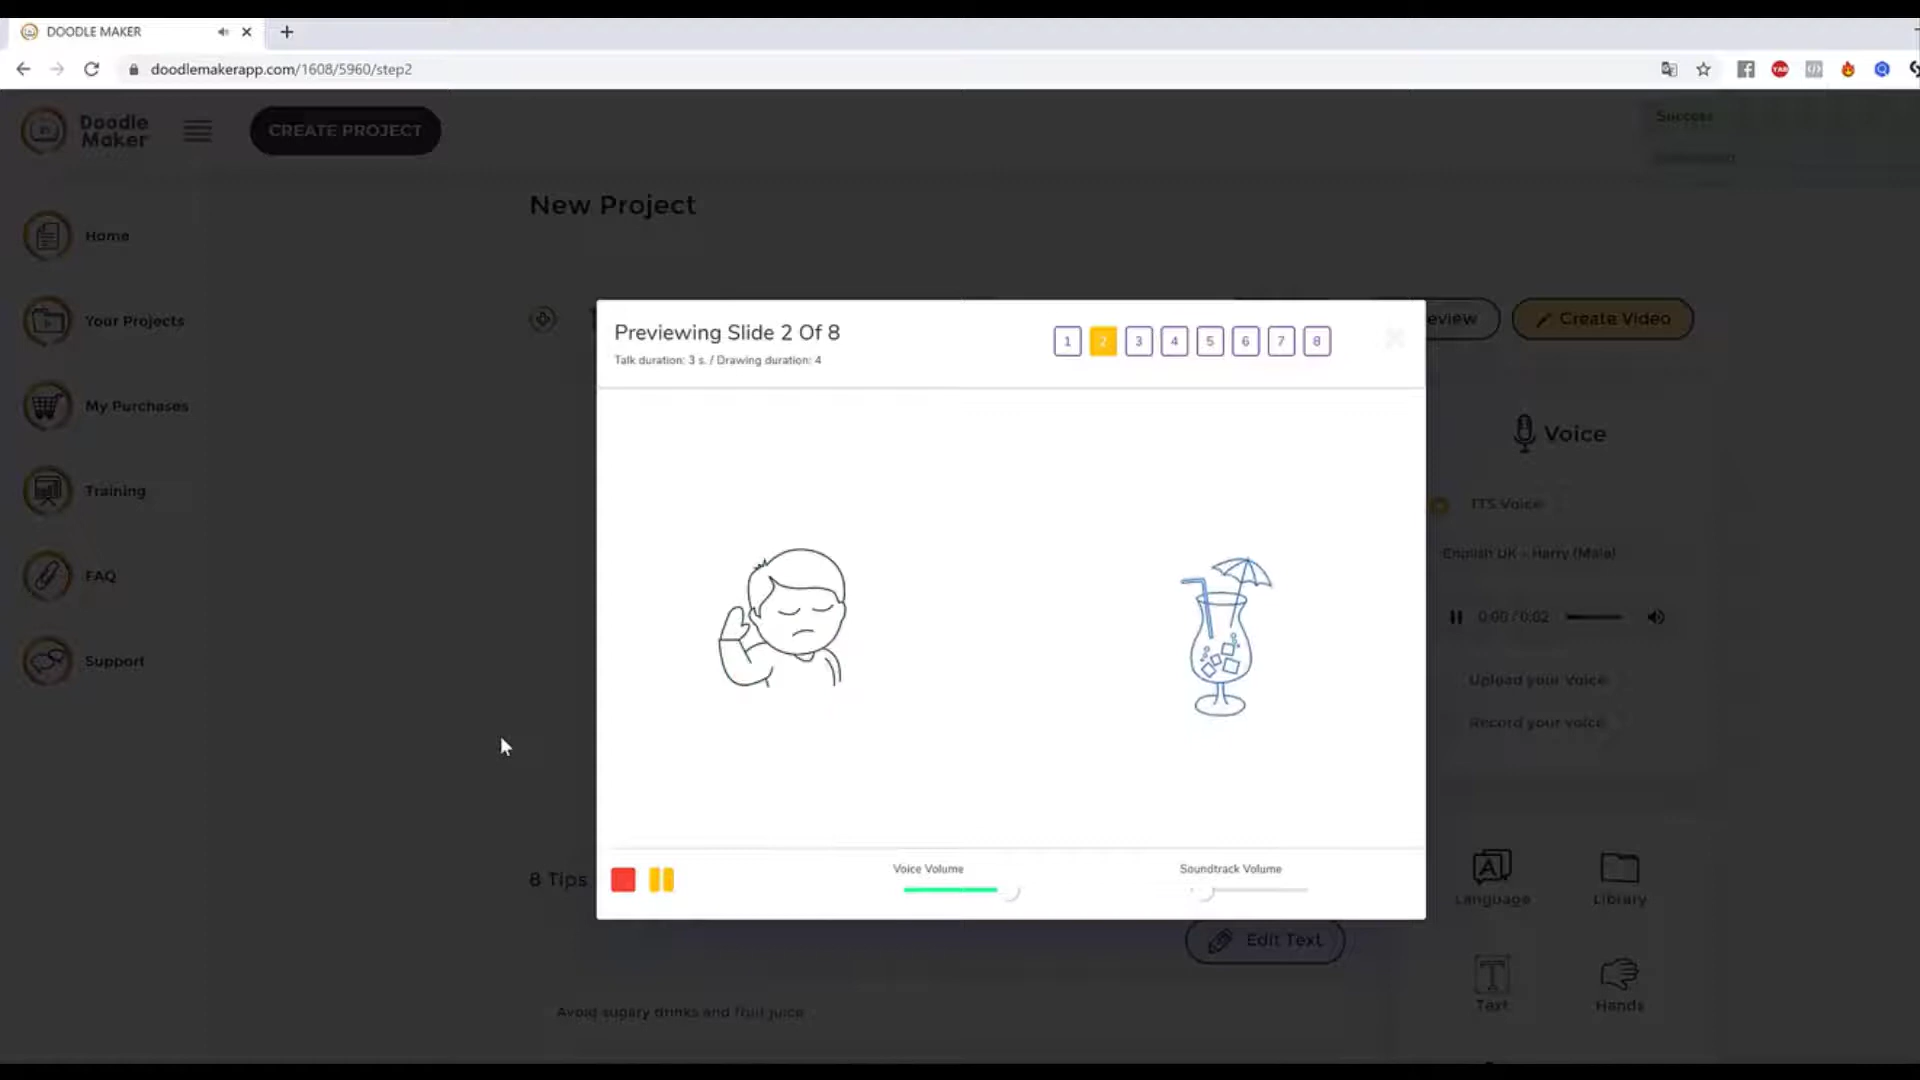 DOODLE MAKER
doodlemakerapp.com/1608/5960/step2
Doodle
Maker
CREATE PROJECT
Success
New Project
Home
Your Projects
My Purchases
Training
FAQ
Support
Previewing Slide 2 Of 8
Talk duration: 3 s. / Drawing duration: 4
1 2 3 4 5 6 7 8
eview
Create Video
Voice
TTS Voice
English UK - Harry (Male)
0:00 / 0:02
Upload your Voice
Record your voice
Voice Volume
Soundtrack Volume
8 Tips
Edit Text
Avoid sugary drinks and fruit juice
Language
Library
Text
Hands